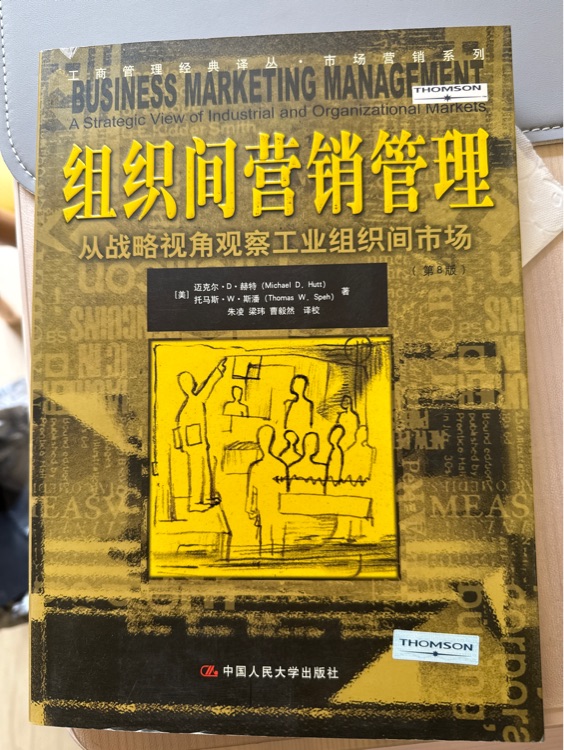 工商管理经典译丛·市场营销系列
BUSINESS MARKETING MANAGEMENT
THOMSON
A Strategic View of Industrial and Organizational Markets
组织间营销管理
从战略视角观察工业组织间市场
(第8版)
[美] 迈克尔·D·赫特 (Michael D. Hutt)
托马斯·W·斯潘 (Thomas W. Speh) 著
朱凌 梁玮 曹毅然 译校
MEAS
MEAS
THOMSON
中国人民大学出版社